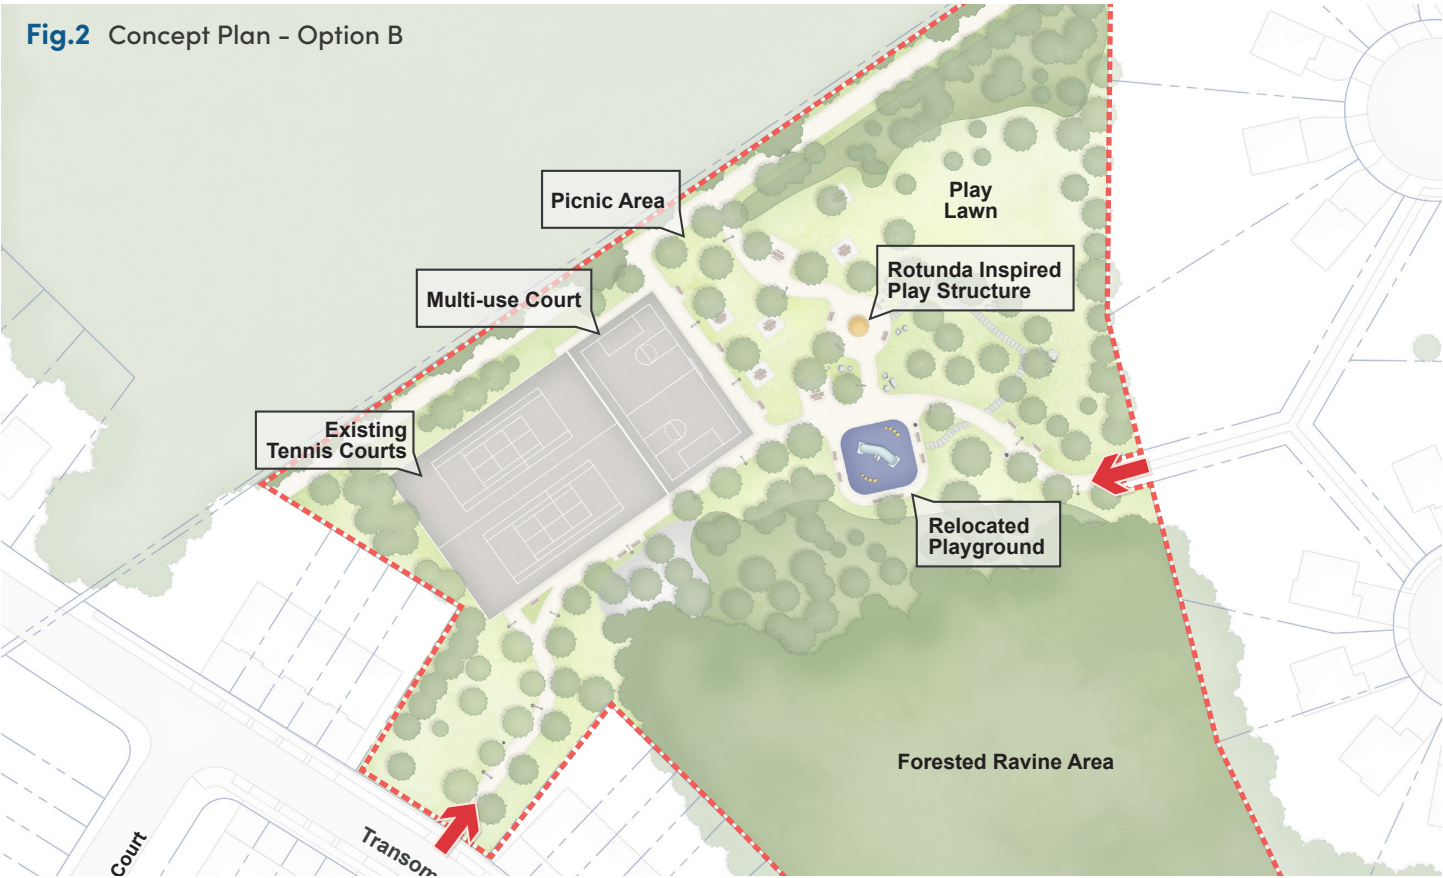 Fig.2 Concept Plan - Option B
Play
Lawn
Picnic Area
Rotunda Inspired
Play Structure
Multi-use Court
Existing
Tennis Courts
Relocated
Playground
Forested Ravine Area
Court